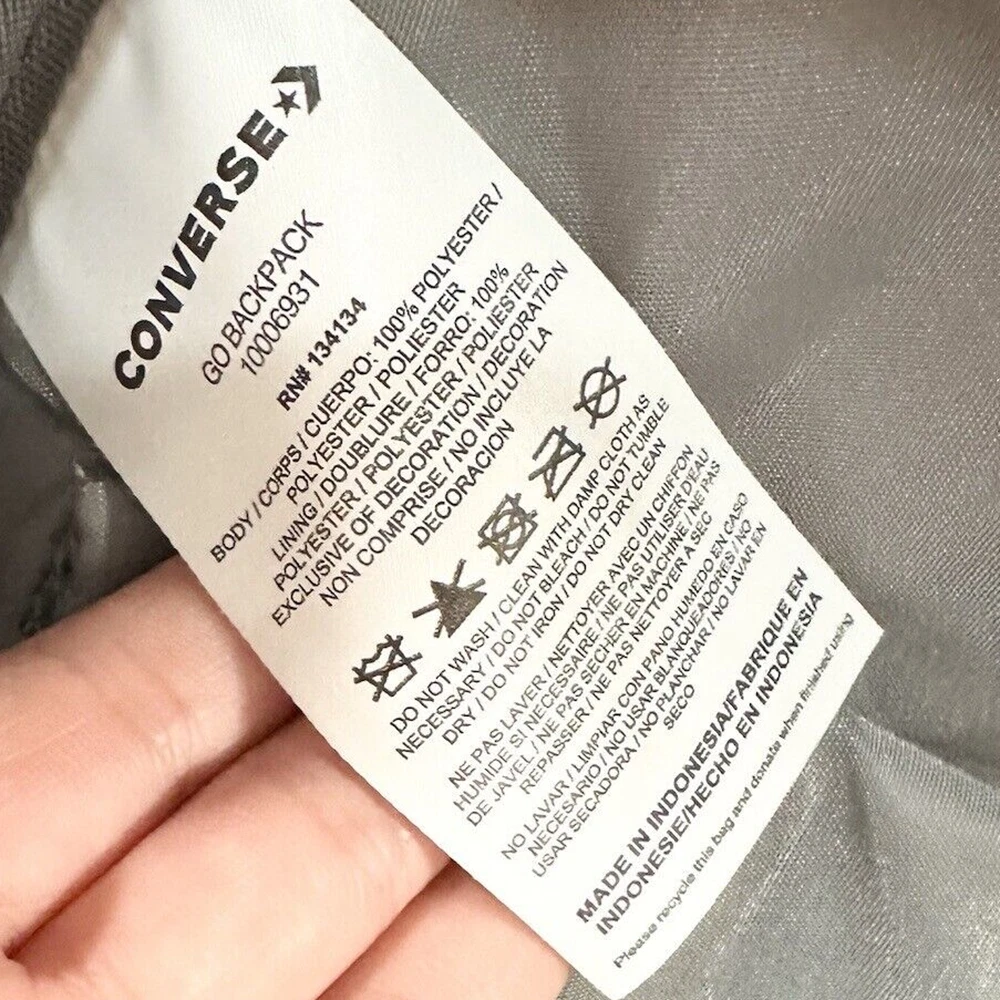 CONVERSE
GO BACKPACK
10006931
RN# 134134
BODY / CORPS / CUERPO: 100% POLYESTER /
POLYESTER / POLIESTER
LINING / DOUBLURE / FORRO: 100%
POLYESTER / POLYESTER / POLIESTER
EXCLUSIVE OF DECORATION / DECORATION
NON COMPRISE / NO INCLUYE LA
DECORACION
DO NOT WASH / CLEAN WITH DAMP CLOTH AS
NECESSARY / DO NOT BLEACH / DO NOT TUMBLE
DRY / DO NOT IRON / DO NOT DRY CLEAN
NE PAS LAVER / NETTOYER AVEC UN CHIFFON
HUMIDE SI NECESSAIRE / NE PAS UTILISER D'EAU
DE JAVEL / NE PAS SECHER EN MACHINE / NE PAS
REPASSER / NE PAS NETTOYER A SEC
NO LAVAR / LIMPIAR CON PANO HUMEDO EN CASO
NECESARIO / NO USAR BLANQUEADORES / NO
USAR SECADORA / NO PLANCHAR / NO LAVAR EN
SECO
MADE IN INDONESIA/FABRIQUE EN
INDONESIE/HECHO EN INDONESIA
Please recycle this bag and donate when finished using